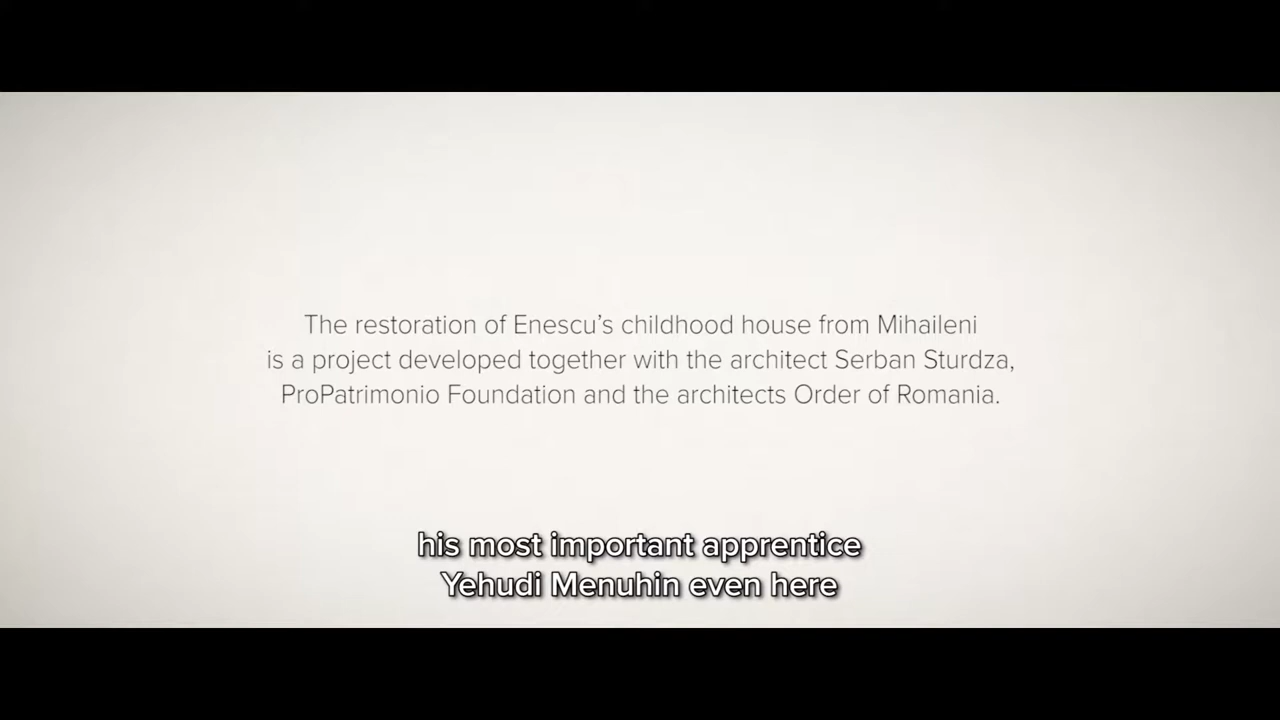 The restoration of Enescu's childhood house from Mihaileni
is a project developed together with the architect Serban Sturdza,
ProPatrimonio Foundation and the architects Order of Romania.
his most important apprentice
Yehudi Menuhin even here